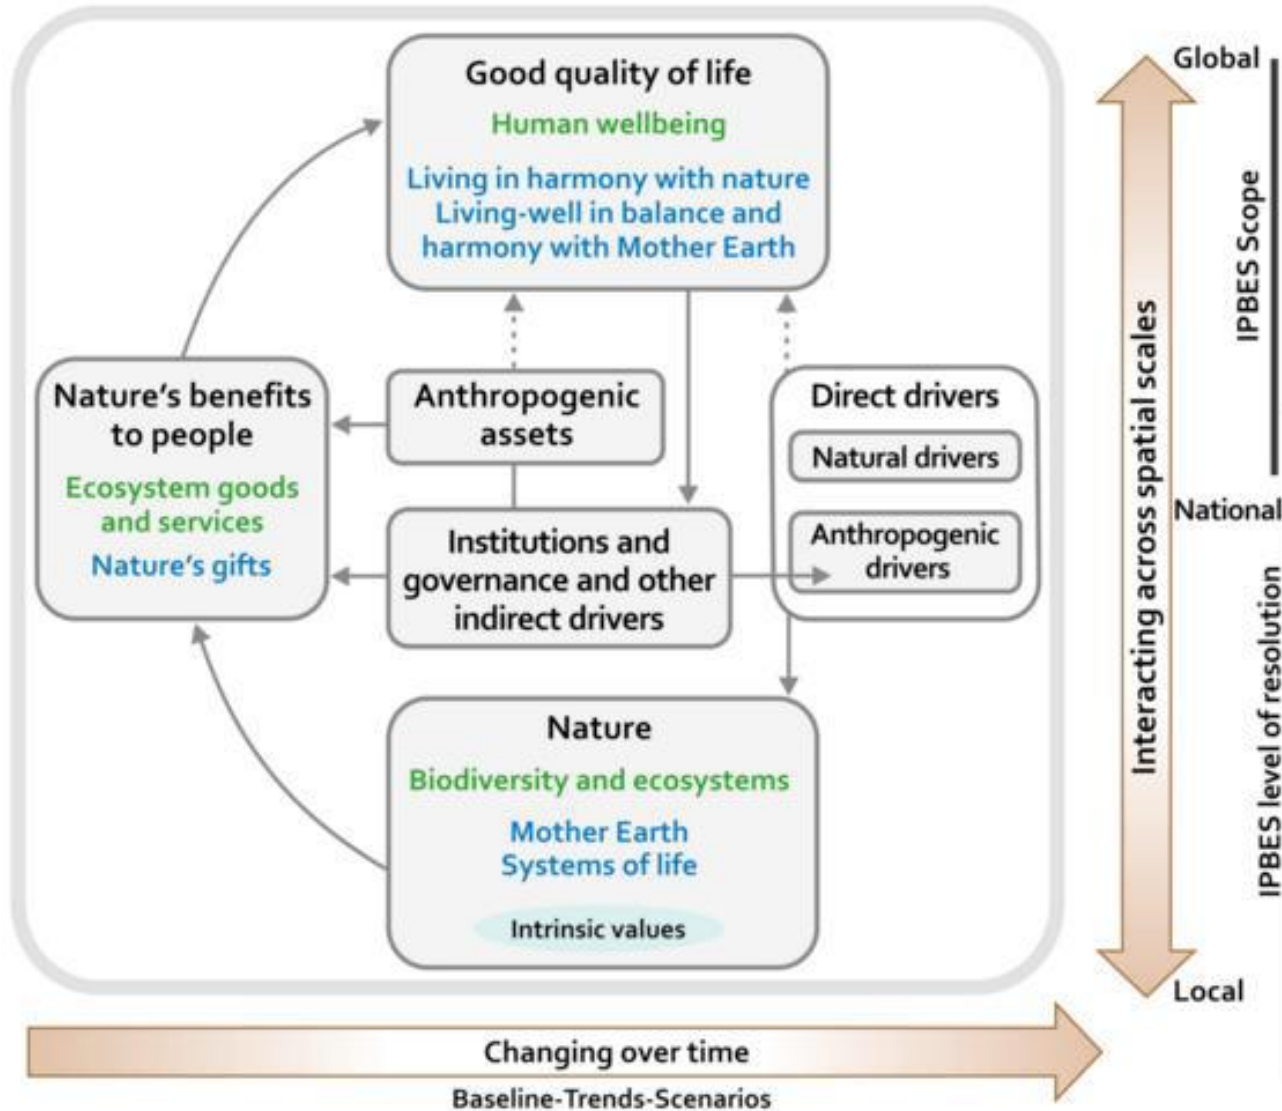 Good quality of life
Human wellbeing
Living in harmony with nature
Living-well in balance and
harmony with Mother Earth
Nature's benefits
to people
Ecosystem goods
and services
Nature's gifts
Anthropogenic
assets
Institutions and
governance and other
indirect drivers
Direct drivers
Natural drivers
Anthropogenic
drivers
Nature
Biodiversity and ecosystems
Mother Earth
Systems of life
Intrinsic values
Changing over time
Baseline-Trends-Scenarios
Interacting across spatial scales
Global
National
Local
IPBES Scope
IPBES level of resolution